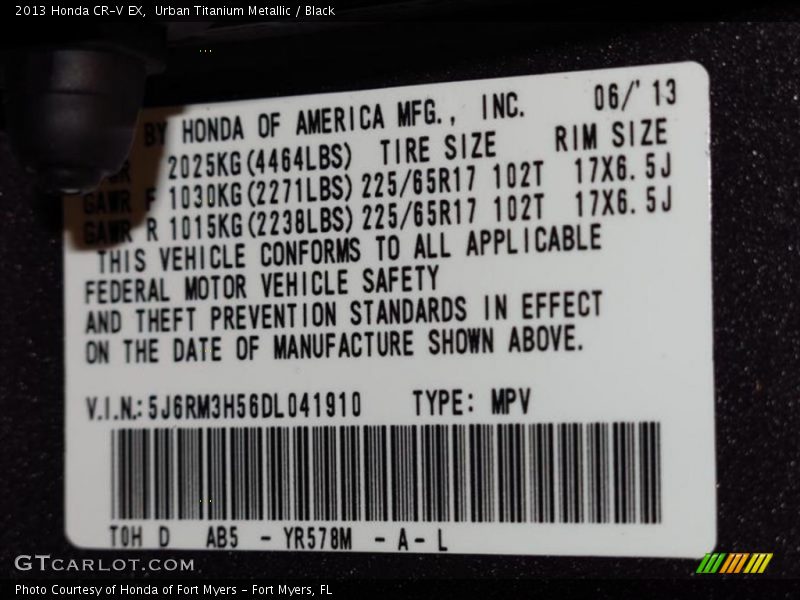 2013 Honda CR-V EX, Urban Titanium Metallic / Black
BY HONDA OF AMERICA MFG., INC. 06/'13
2025KG(4464LBS) TIRE SIZE RIM SIZE
GAWR F 1030KG(2271LBS) 225/65R17 102T 17X6.5J
GAWR R 1015KG(2238LBS) 225/65R17 102T 17X6.5J
THIS VEHICLE CONFORMS TO ALL APPLICABLE
FEDERAL MOTOR VEHICLE SAFETY
AND THEFT PREVENTION STANDARDS IN EFFECT
ON THE DATE OF MANUFACTURE SHOWN ABOVE.
V.I.N.: 5J6RM3H56DL041910 TYPE: MPV
TOH D AB5 - YR578M - A - L
GTCARLOT.COM
Photo Courtesy of Honda of Fort Myers - Fort Myers, FL